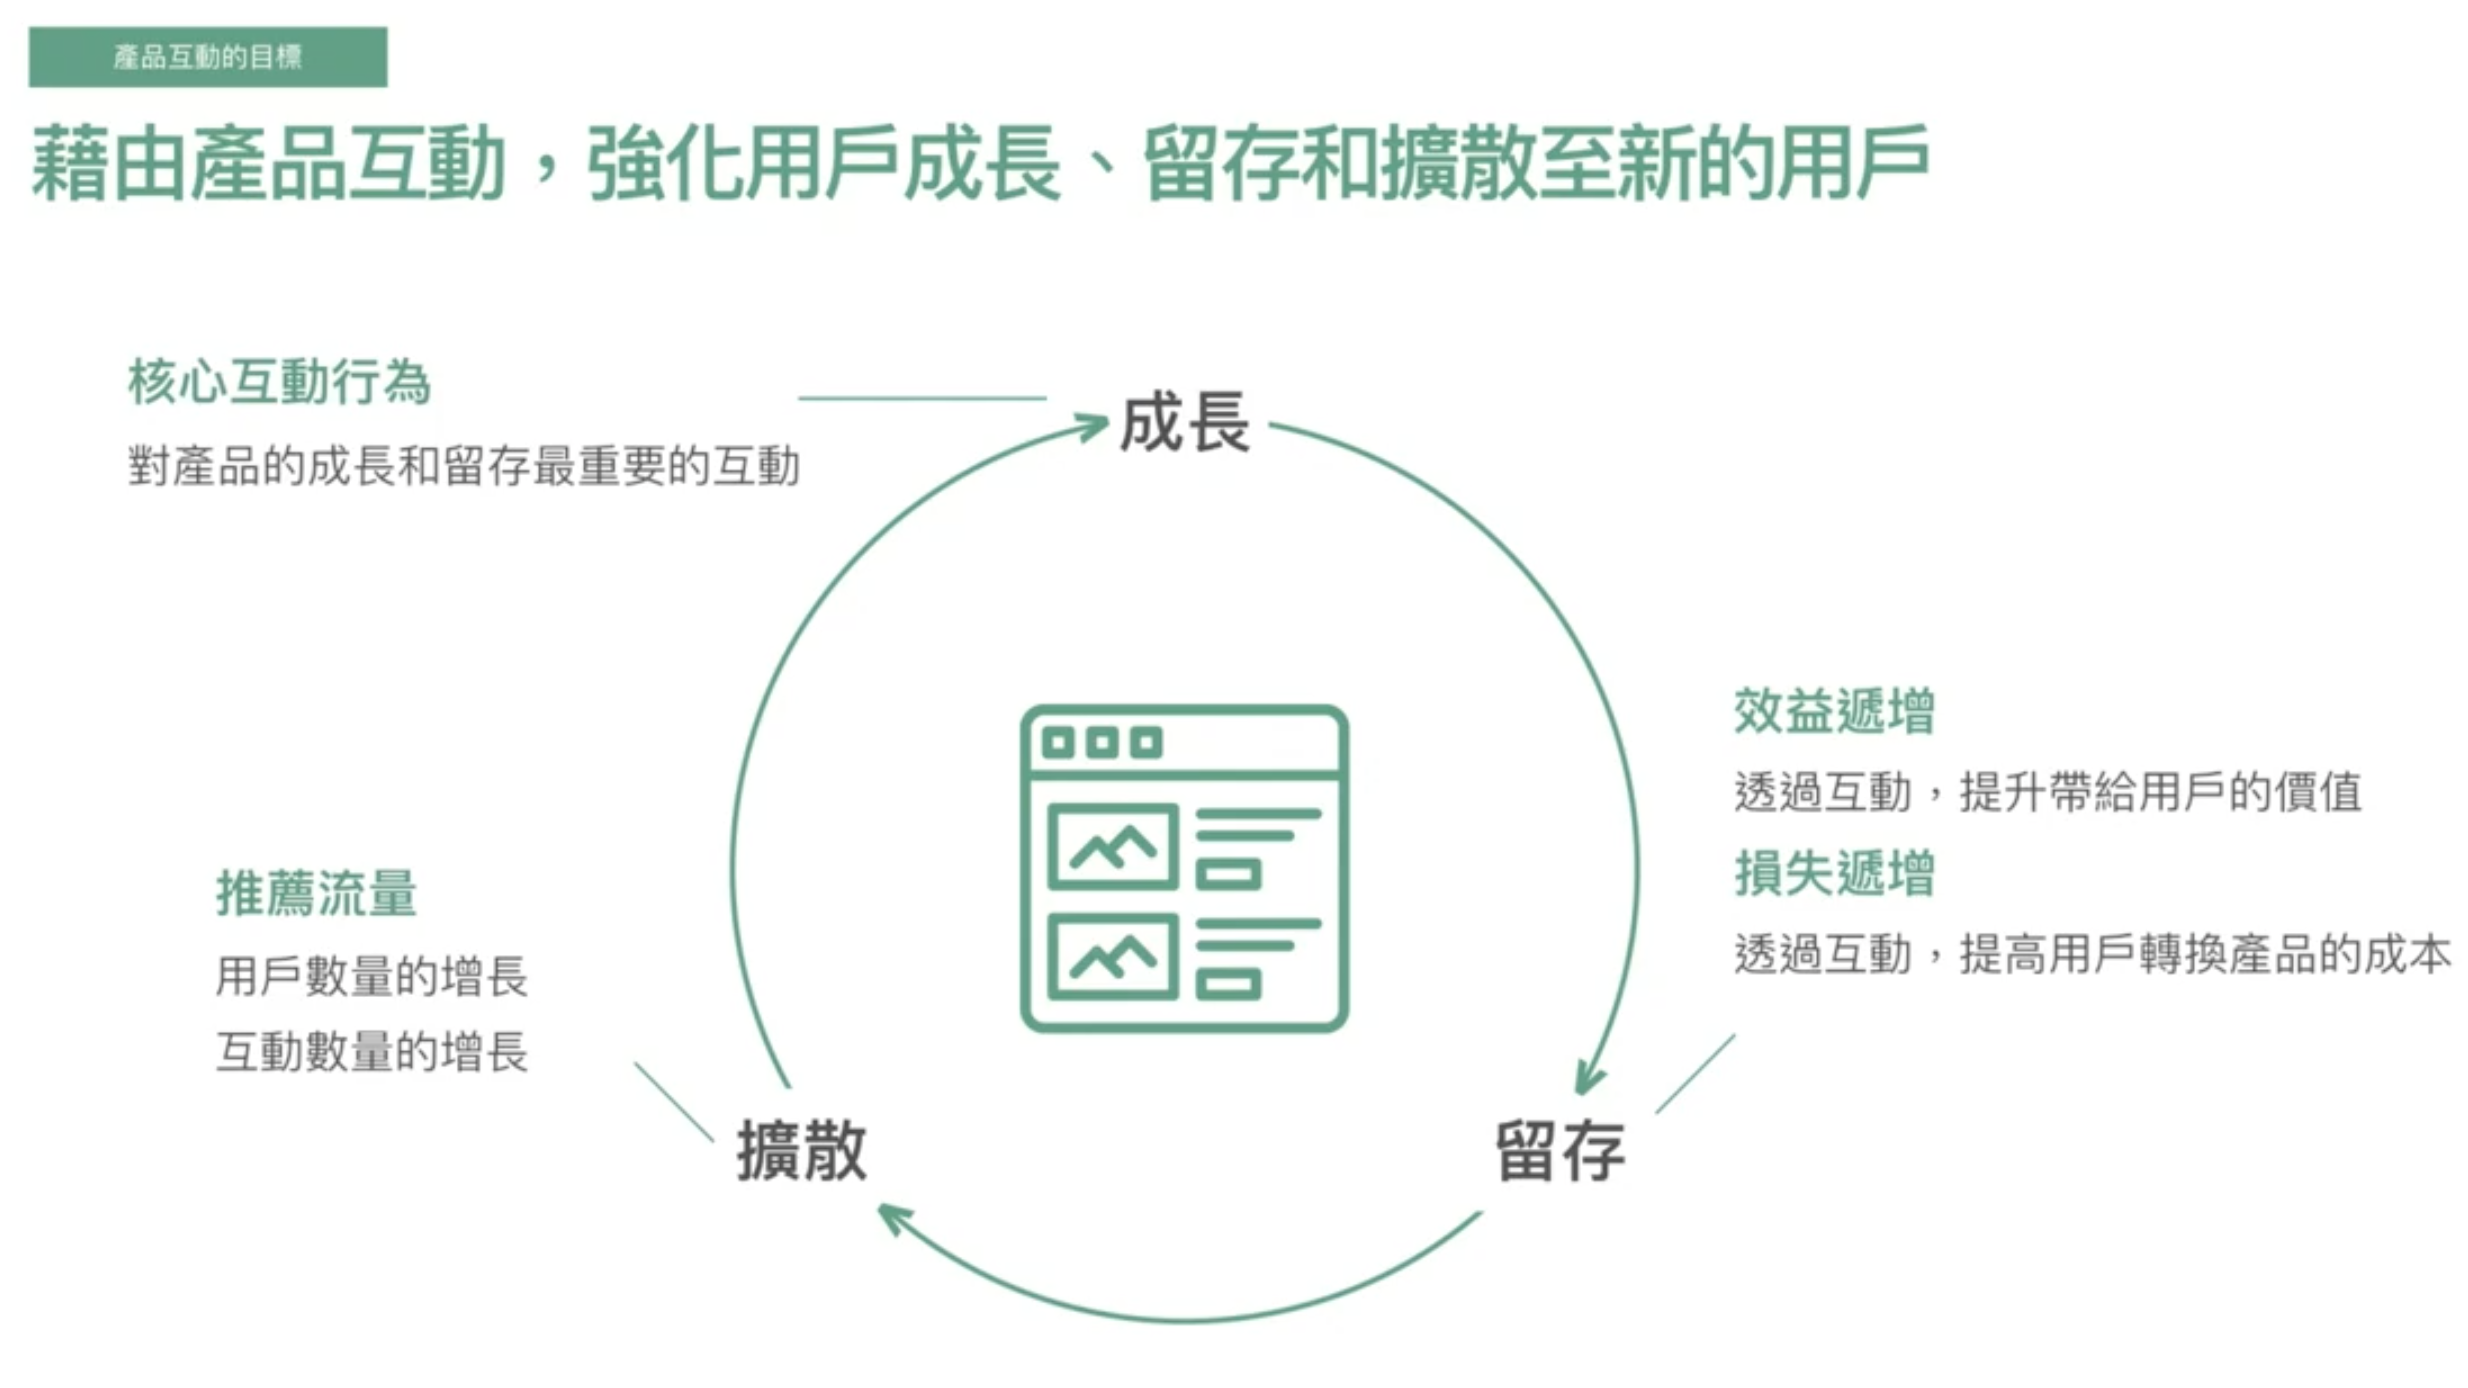 產品互動的目標
藉由產品互動，強化用戶成長、留存和擴散至新的用戶
核心互動行為
對產品的成長和留存最重要的互動
成長
效益遞增
透過互動，提升帶給用戶的價值
損失遞增
透過互動，提高用戶轉換產品的成本
推薦流量
用戶數量的增長
互動數量的增長
擴散
留存